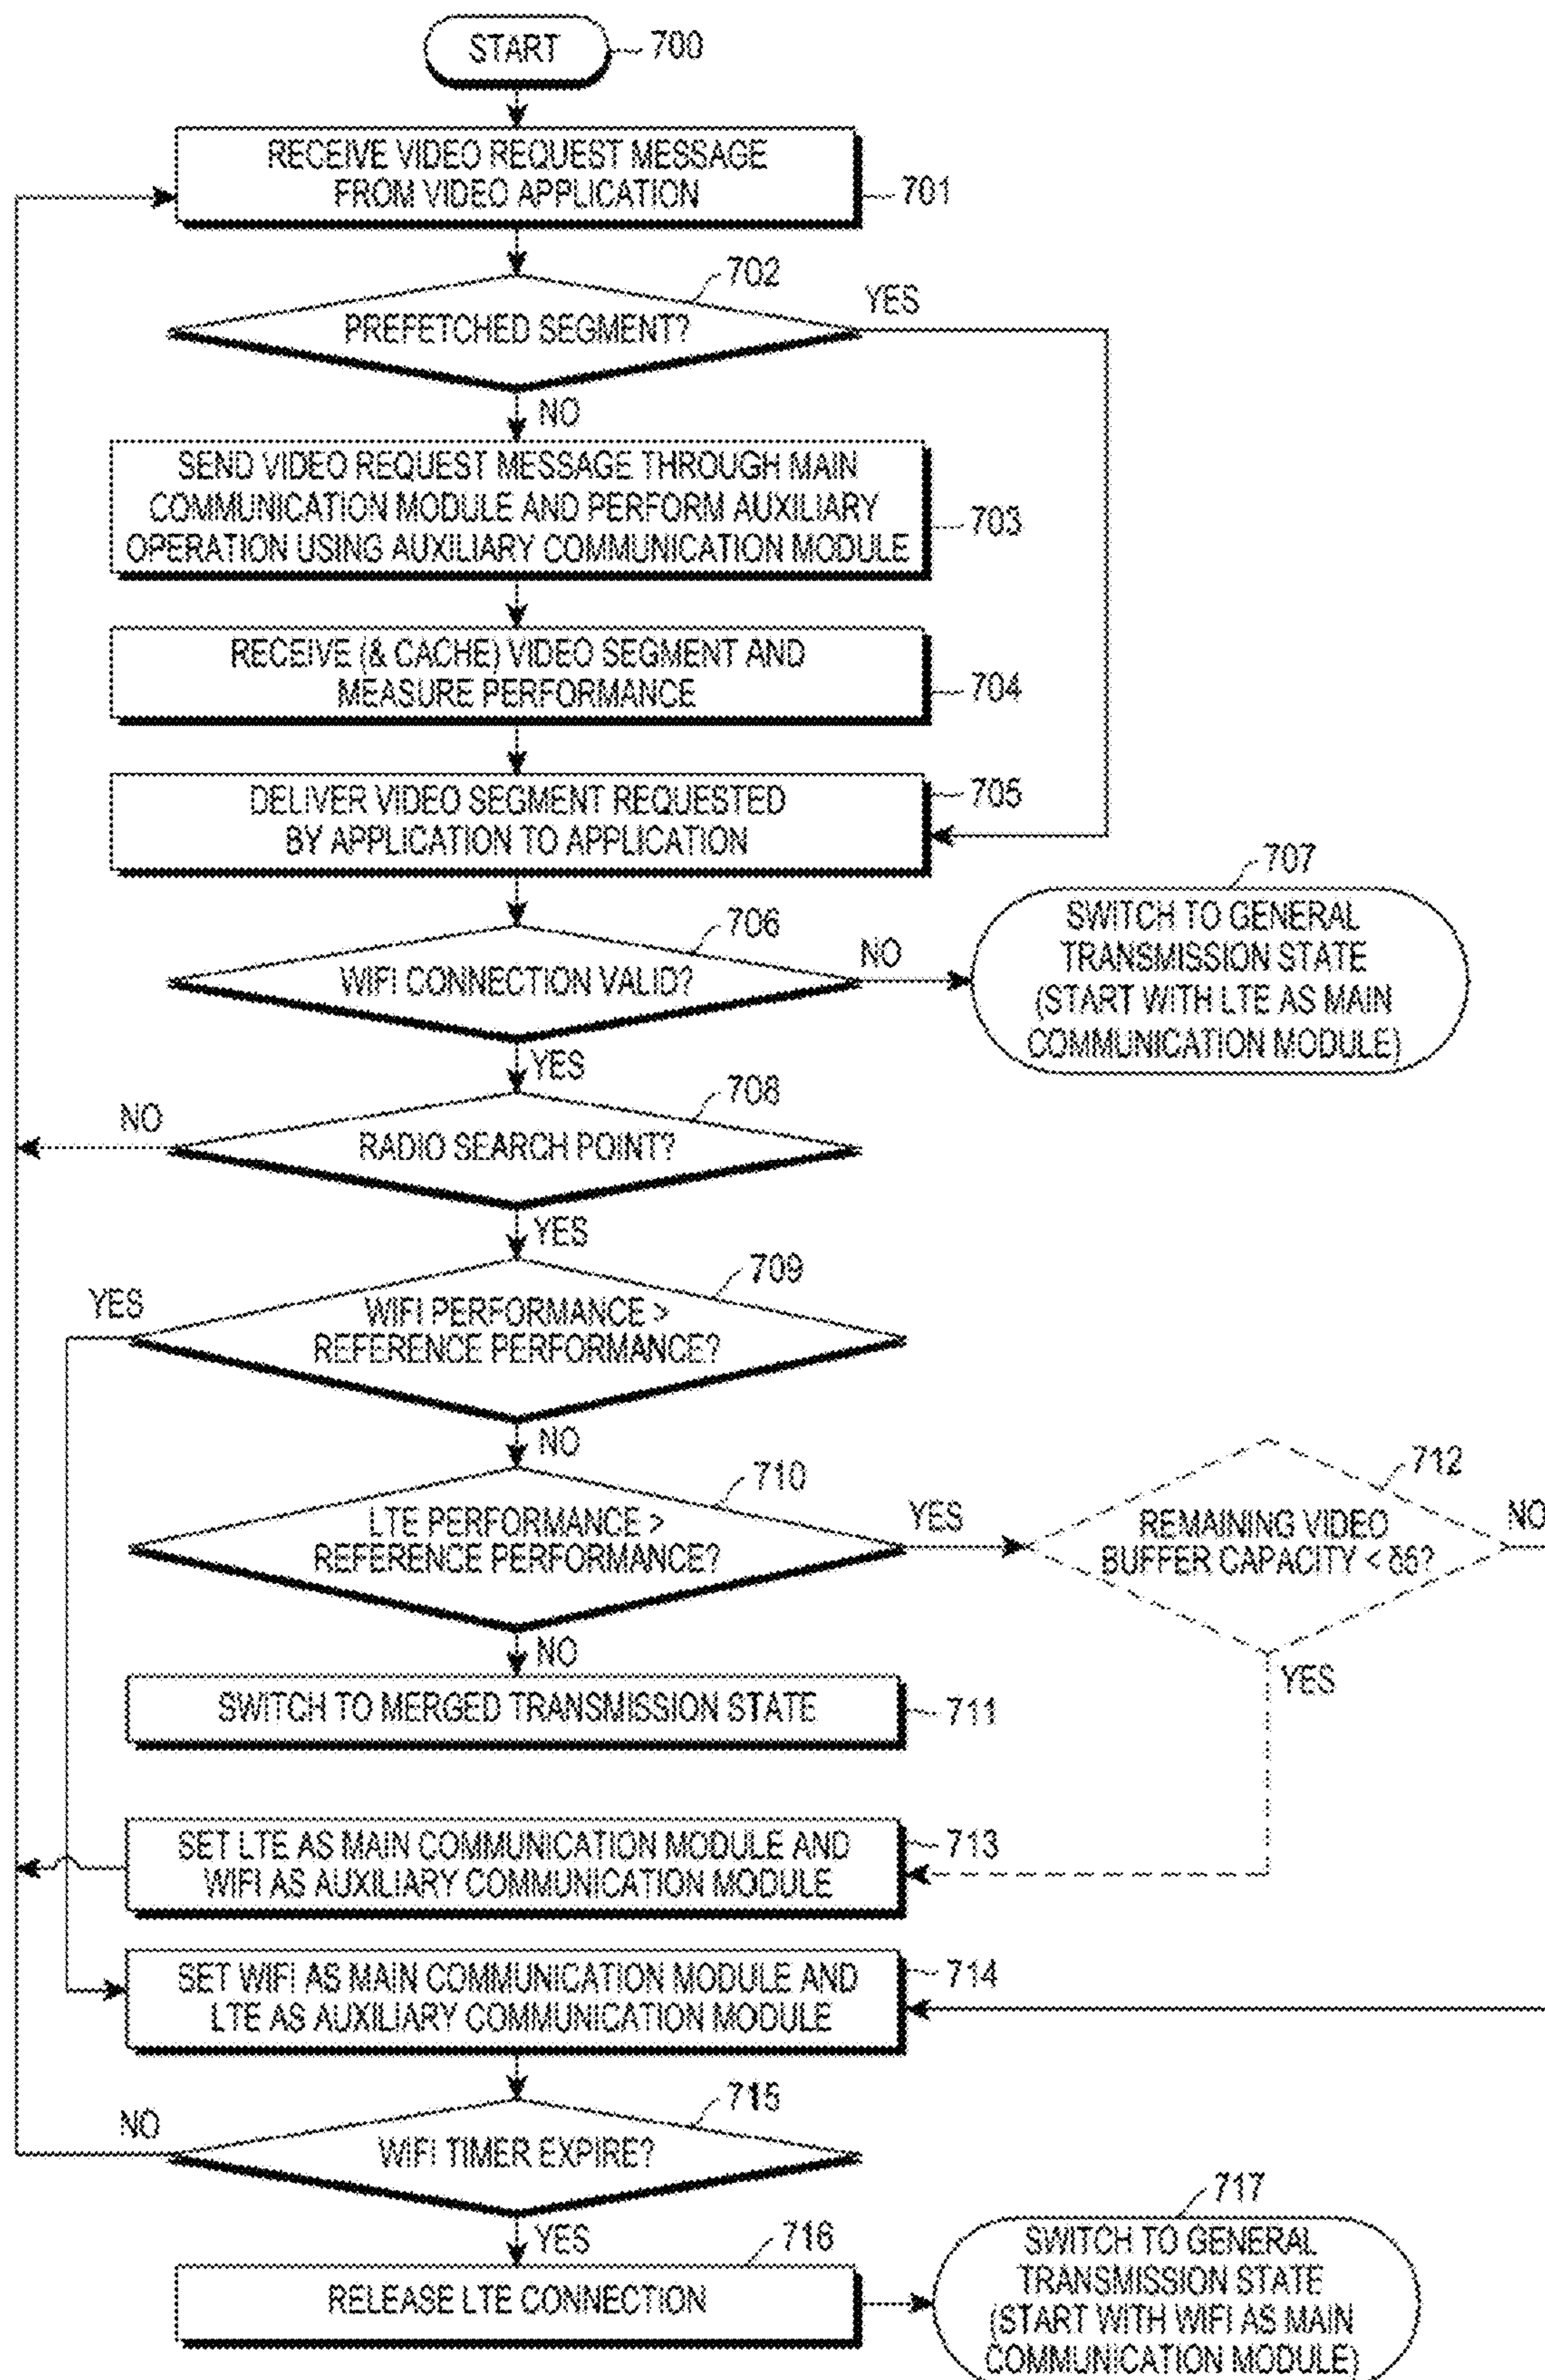 START
700
RECEIVE VIDEO REQUEST MESSAGE
FROM VIDEO APPLICATION
701
702
YES
PREFETCHED SEGMENT?
NO
SEND VIDEO REQUEST MESSAGE THROUGH MAIN
COMMUNICATION MODULE AND PERFORM AUXILIARY
OPERATION USING AUXILIARY COMMUNICATION MODULE
703
RECEIVE (& CACHE) VIDEO SEGMENT AND
MEASURE PERFORMANCE
704
DELIVER VIDEO SEGMENT REQUESTED
BY APPLICATION TO APPLICATION
705
706
WIFI CONNECTION VALID?
NO
707
SWITCH TO GENERAL
TRANSMISSION STATE
(START WITH LTE AS MAIN
COMMUNICATION MODULE)
YES
708
NO
RADIO SEARCH POINT?
YES
709
YES
WIFI PERFORMANCE >
REFERENCE PERFORMANCE?
NO
710
LTE PERFORMANCE >
REFERENCE PERFORMANCE?
YES
712
REMAINING VIDEO
BUFFER CAPACITY < δ6?
NO
YES
NO
SWITCH TO MERGED TRANSMISSION STATE
711
SET LTE AS MAIN COMMUNICATION MODULE AND
WIFI AS AUXILIARY COMMUNICATION MODULE
713
SET WIFI AS MAIN COMMUNICATION MODULE AND
LTE AS AUXILIARY COMMUNICATION MODULE
714
715
NO
WIFI TIMER EXPIRE?
YES
716
RELEASE LTE CONNECTION
717
SWITCH TO GENERAL
TRANSMISSION STATE
(START WITH WIFI AS MAIN
COMMUNICATION MODULE)